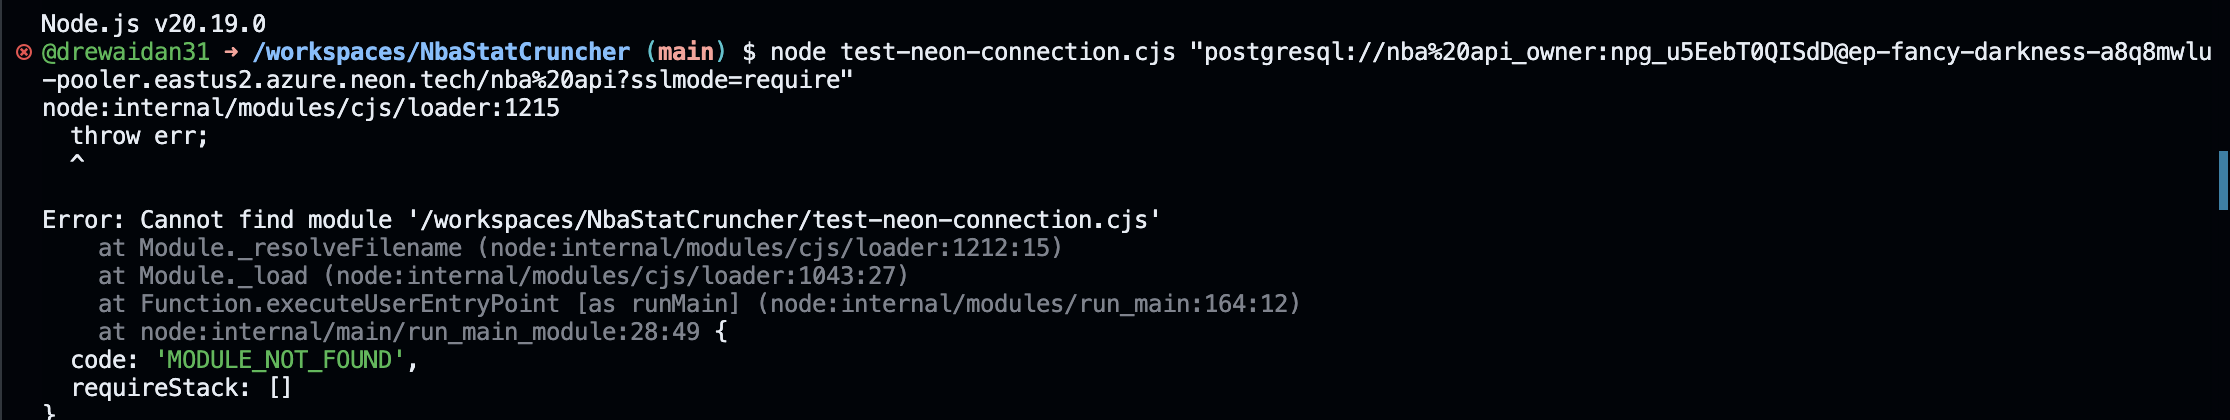 Node.js v20.19.0
@drewaidan31 → /workspaces/NbaStatCruncher (main) $ node test-neon-connection.cjs "postgresql://nba%20api_owner:npg_u5EebT0QISdD@ep-fancy-darkness-a8q8mwlu
-pooler.eastus2.azure.neon.tech/nba%20api?sslmode=require"
node:internal/modules/cjs/loader:1215
  throw err;
  ^
Error: Cannot find module '/workspaces/NbaStatCruncher/test-neon-connection.cjs'
    at Module._resolveFilename (node:internal/modules/cjs/loader:1212:15)
    at Module._load (node:internal/modules/cjs/loader:1043:27)
    at Function.executeUserEntryPoint [as runMain] (node:internal/modules/run_main:164:12)
    at node:internal/main/run_main_module:28:49 {
  code: 'MODULE_NOT_FOUND',
  requireStack: []
}